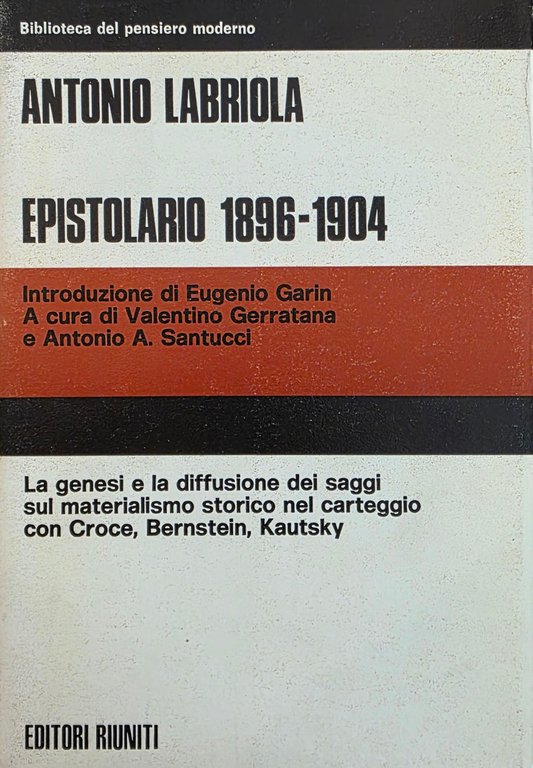 Biblioteca del pensiero moderno
ANTONIO LABRIOLA
EPISTOLARIO 1896-1904
Introduzione di Eugenio Garin
A cura di Valentino Gerratana
e Antonio A. Santucci
La genesi e la diffusione dei saggi
sul materialismo storico nel carteggio
con Croce, Bernstein, Kautsky
EDITORI RIUNITI